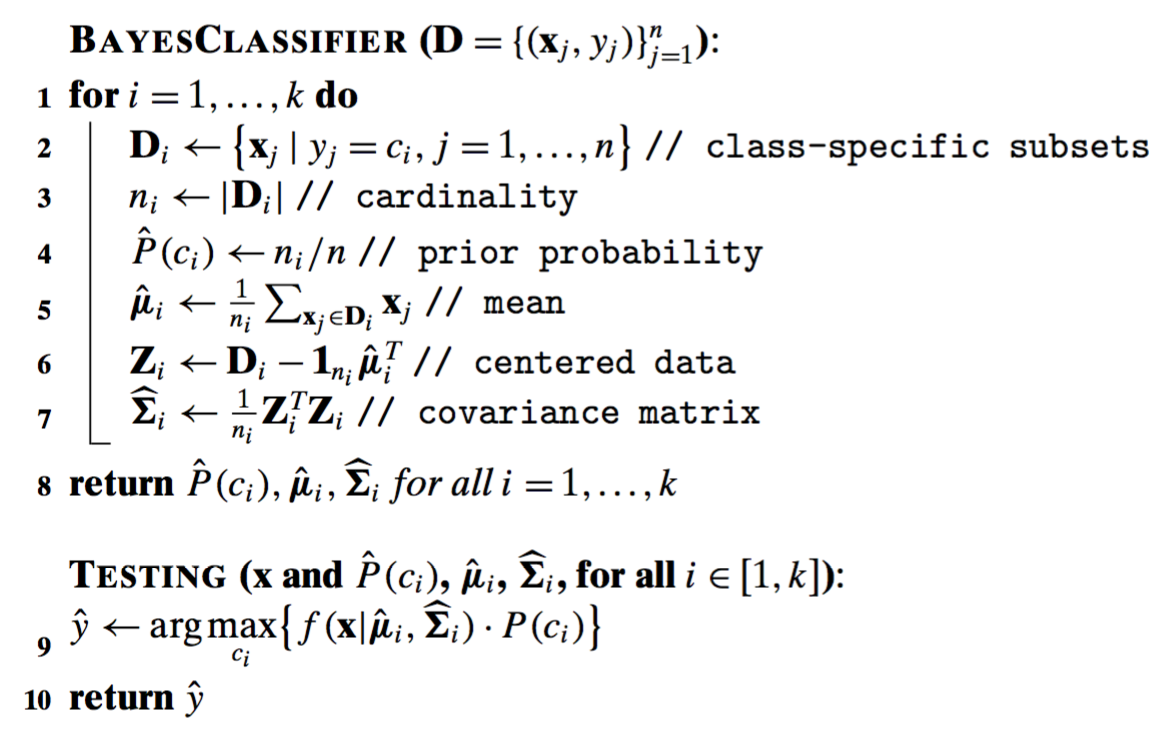 BAYESCLASSIFIER (D = {(x_j, y_j)}_{j=1}^n):
1 for i = 1, ..., k do
2 D_i ← {x_j | y_j = c_i, j = 1, ..., n} // class-specific subsets
3 n_i ← |D_i| // cardinality
4 P̂(c_i) ← n_i/n // prior probability
5 μ̂_i ← 1/n_i ∑_{x_j∈D_i} x_j // mean
6 Z_i ← D_i − 1_{n_i} μ̂_i^T // centered data
7 Σ̂_i ← 1/n_i Z_i^T Z_i // covariance matrix
8 return P̂(c_i), μ̂_i, Σ̂_i for all i = 1, ..., k
TESTING (x and P̂(c_i), μ̂_i, Σ̂_i, for all i ∈ [1, k]):
9 ŷ ← arg max_{c_i} {f(x|μ̂_i, Σ̂_i) · P(c_i)}
10 return ŷ